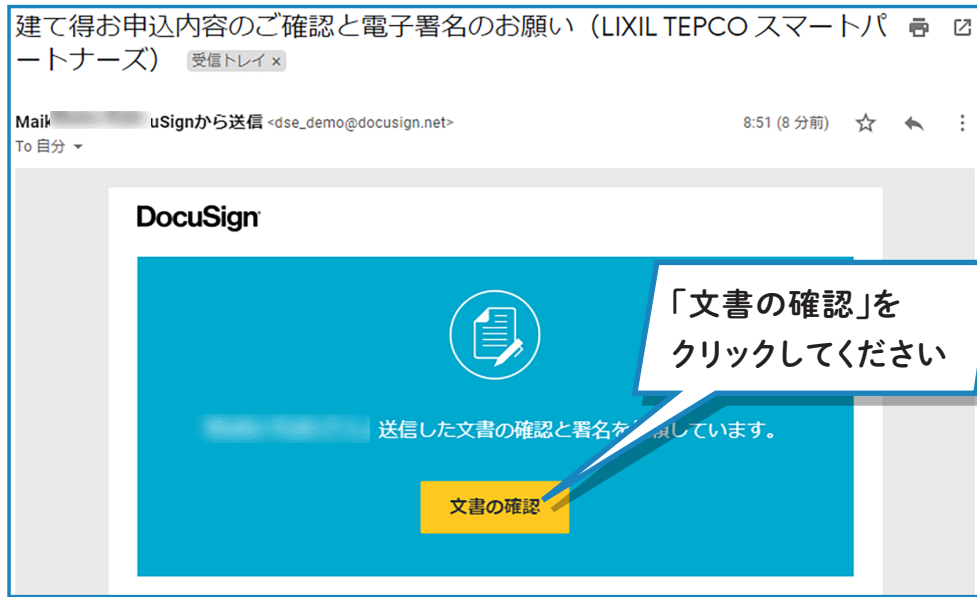 建て得お申込内容のご確認と電子署名のお願い（LIXIL TEPCO スマートパ
ートナーズ） 受信トレイ ×
Maik uSignから送信 <dse_demo@docusign.net> 8:51 (8 分前)
To 自分
DocuSign
「文書の確認」を
クリックしてください
送信した文書の確認と署名を 頼しています。
文書の確認